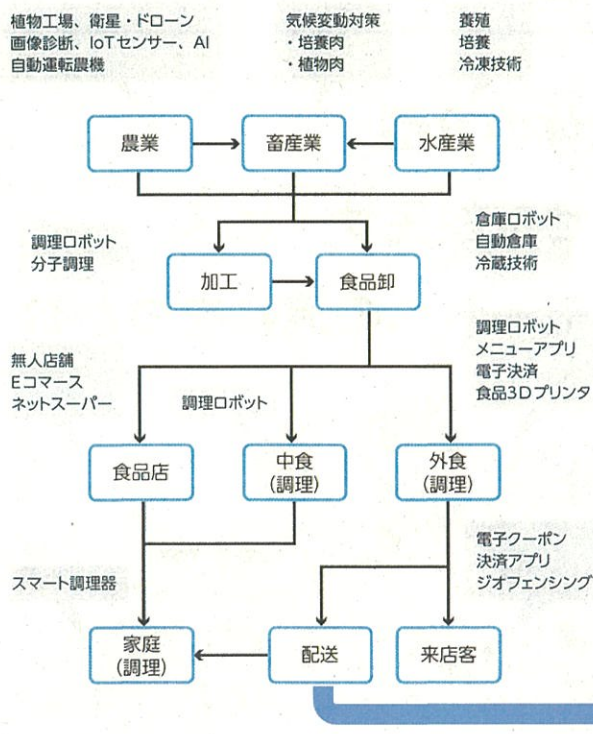 植物工場、衛星・ドローン
画像診断、IoTセンサー、AI
自動運転農機
気候変動対策
・培養肉
・植物肉
養殖
培養
冷凍技術
農業
畜産業
水産業
調理ロボット
分子調理
加工
食品卸
倉庫ロボット
自動倉庫
冷蔵技術
無人店舗
Eコマース
ネットスーパー
調理ロボット
調理ロボット
メニューアプリ
電子決済
食品3Dプリンタ
食品店
中食
(調理)
外食
(調理)
スマート調理器
電子クーポン
決済アプリ
ジオフェンシング
家庭
(調理)
配送
来店客